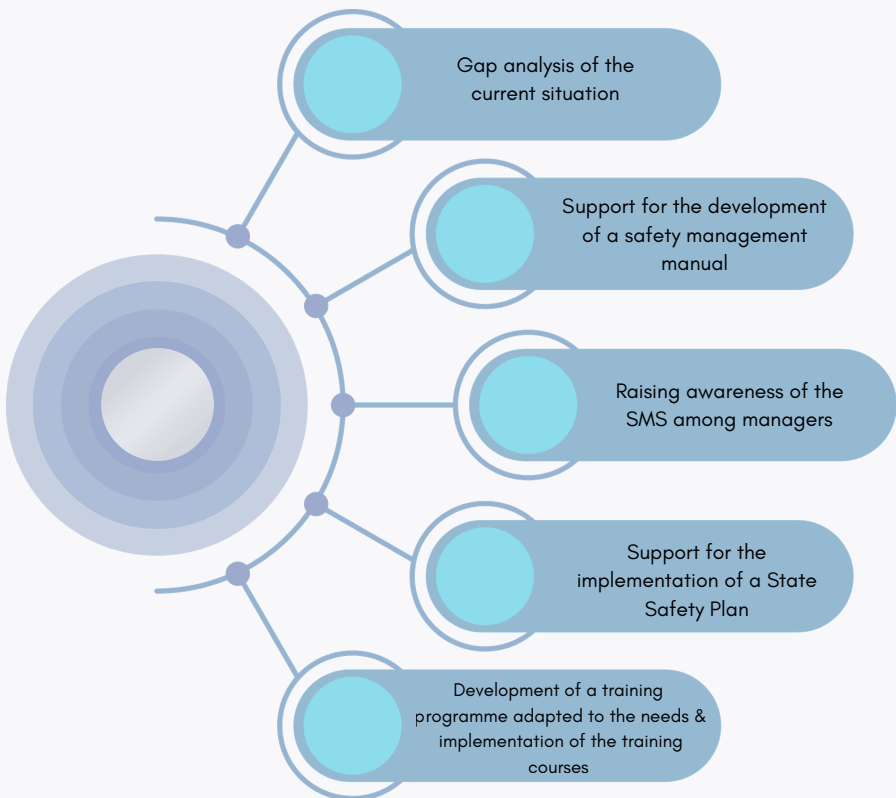 Gap analysis of the
current situation
Support for the development
of a safety management
manual
Raising awareness of the
SMS among managers
Support for the
implementation of a State
Safety Plan
Development of a training
programme adapted to the needs &
implementation of the training
courses